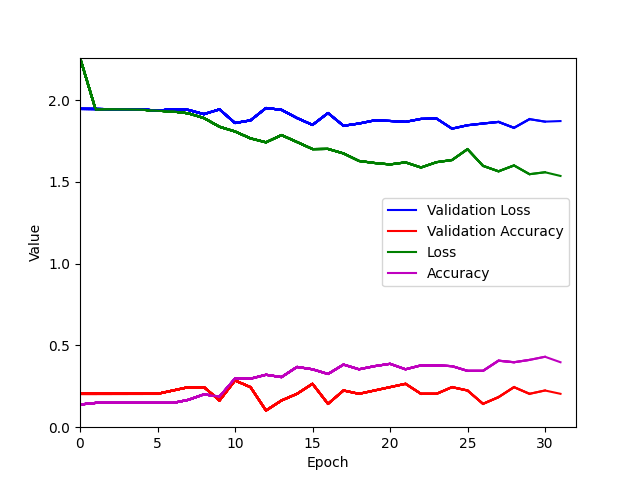 2.0
1.5
1.0
0.5
0.0
Value
Validation Loss
Validation Accuracy
Loss
Accuracy
0 5 10 15 20 25 30
Epoch